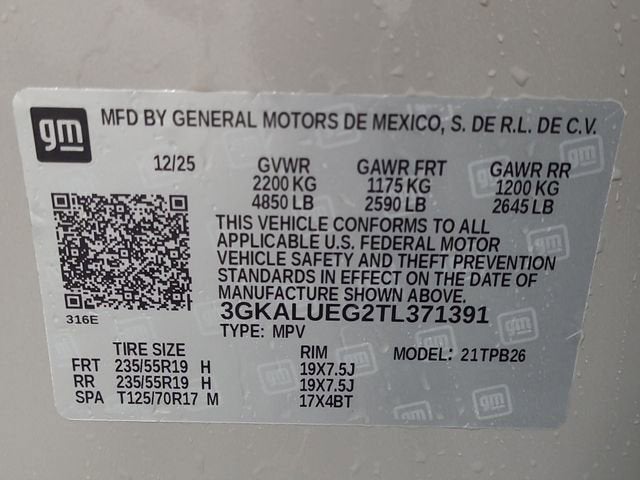 gm
MFD BY GENERAL MOTORS DE MEXICO, S. DE R.L. DE C.V.
12/25 GVWR GAWR FRT GAWR RR
2200 KG 1175 KG 1200 KG
4850 LB 2590 LB 2645 LB
THIS VEHICLE CONFORMS TO ALL
APPLICABLE U.S. FEDERAL MOTOR
VEHICLE SAFETY AND THEFT PREVENTION
STANDARDS IN EFFECT ON THE DATE OF
MANUFACTURE SHOWN ABOVE.
316E 3GKALUEG2TL371391
TYPE: MPV
TIRE SIZE RIM MODEL: 21TPB26
FRT 235/55R19 H 19X7.5J
RR 235/55R19 H 19X7.5J
SPA T125/70R17 M 17X4BT